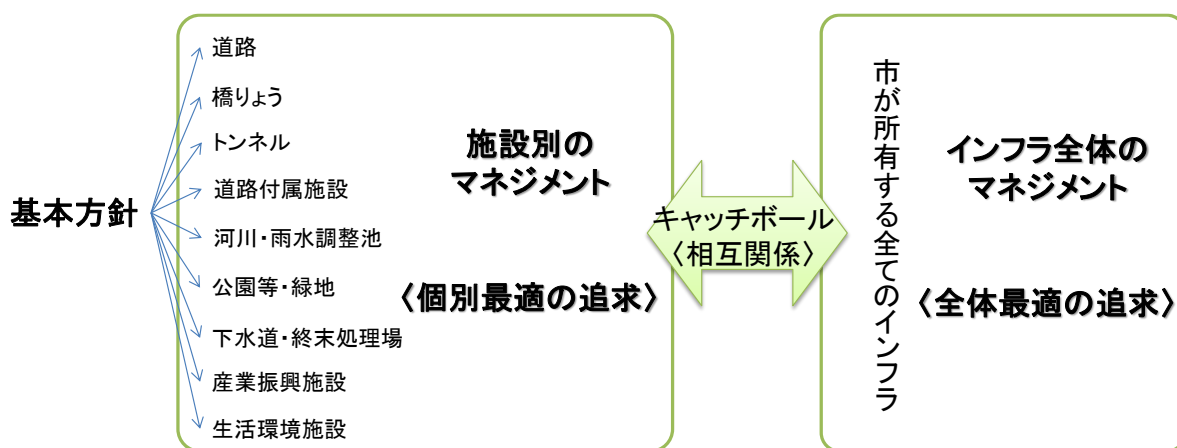 基本方針
道路
橋りょう
トンネル
道路付属施設
河川・雨水調整池
公園等・緑地
下水道・終末処理場
産業振興施設
生活環境施設
施設別の
マネジメント
〈個別最適の追求〉
キャッチボール
〈相互関係〉
市が所有する全てのインフラ
インフラ全体の
マネジメント
〈全体最適の追求〉